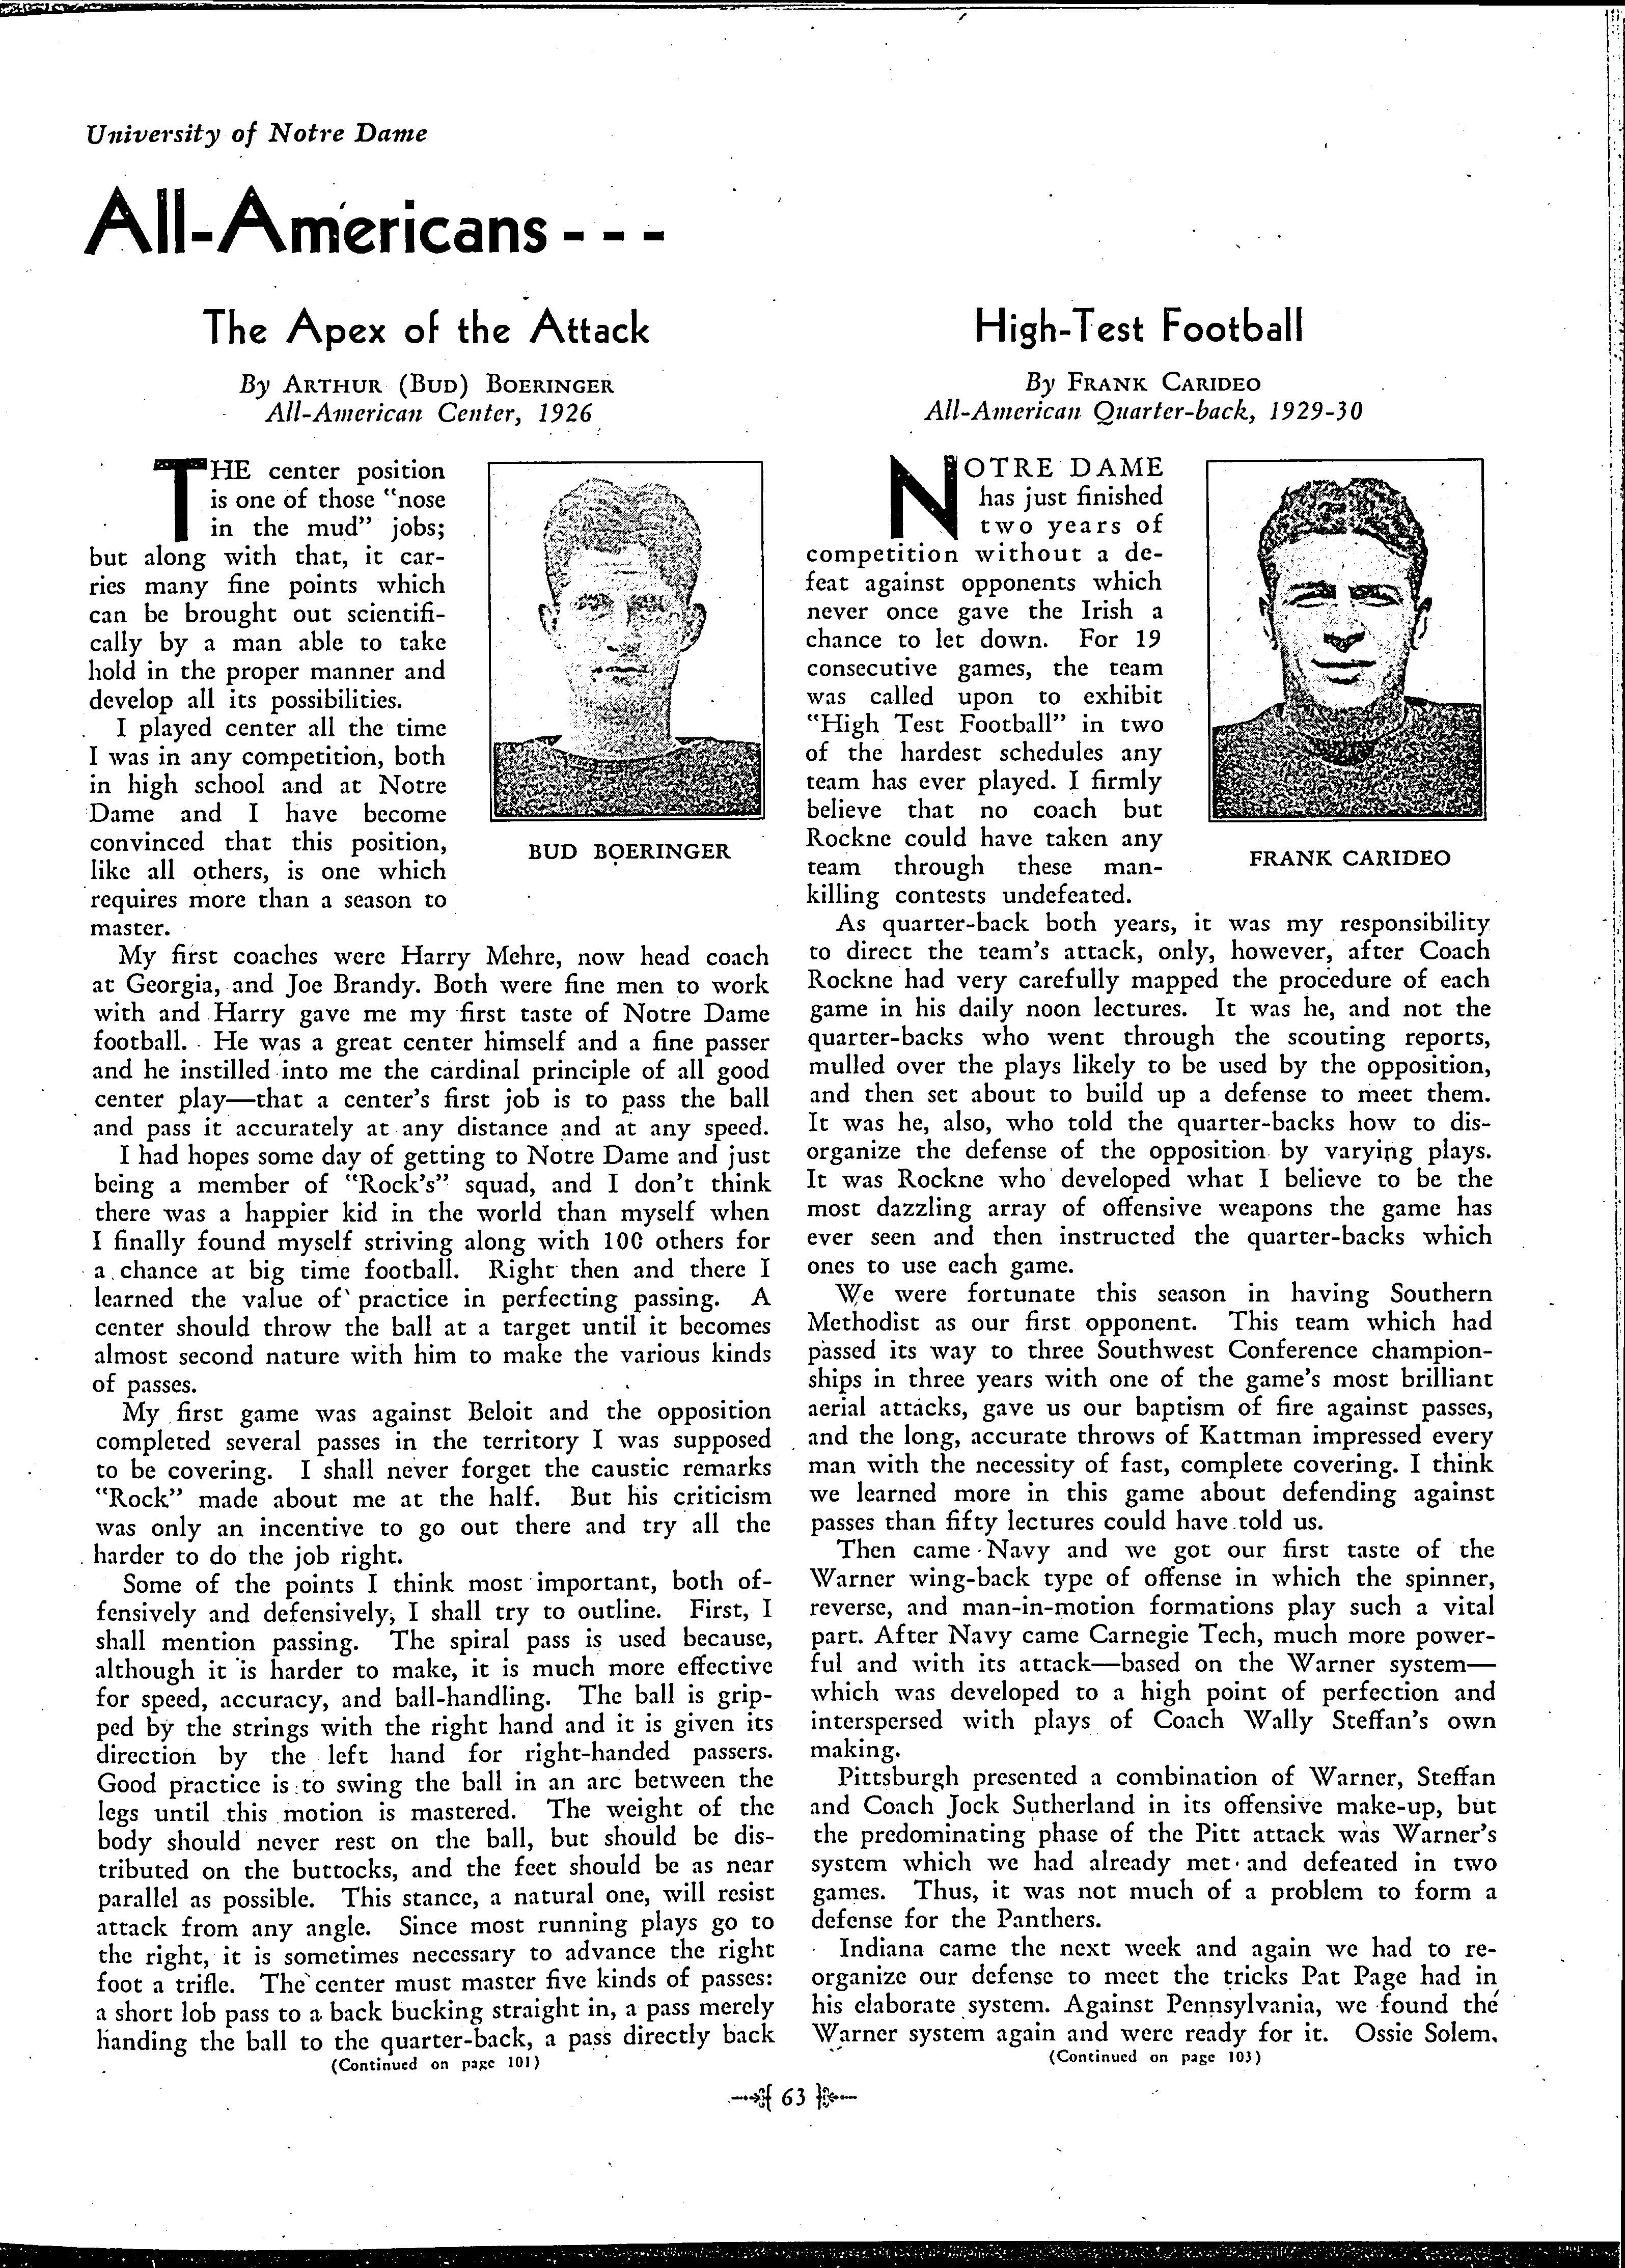 University of Notre Dame
All-Americans - - -
The Apex of the Attack
By ARTHUR (BUD) BOERINGER
All-American Center, 1926
THE center position
is one of those "nose
in the mud" jobs;
but along with that, it car-
ries many fine points which
can be brought out scientifi-
cally by a man able to take
hold in the proper manner and
develop all its possibilities.
I played center all the time
I was in any competition, both
in high school and at Notre
Dame and I have become
convinced that this position,
like all others, is one which
requires more than a season to
master.
BUD BOERINGER
My first coaches were Harry Mehre, now head coach
at Georgia, and Joe Brandy. Both were fine men to work
with and Harry gave me my first taste of Notre Dame
football. He was a great center himself and a fine passer
and he instilled into me the cardinal principle of all good
center play—that a center's first job is to pass the ball
and pass it accurately at any distance and at any speed.
I had hopes some day of getting to Notre Dame and just
being a member of "Rock's" squad, and I don't think
there was a happier kid in the world than myself when
I finally found myself striving along with 100 others for
a chance at big time football. Right then and there I
learned the value of practice in perfecting passing. A
center should throw the ball at a target until it becomes
almost second nature with him to make the various kinds
of passes.
My first game was against Beloit and the opposition
completed several passes in the territory I was supposed
to be covering. I shall never forget the caustic remarks
"Rock" made about me at the half. But his criticism
was only an incentive to go out there and try all the
harder to do the job right.
Some of the points I think most important, both of-
fensively and defensively, I shall try to outline. First, I
shall mention passing. The spiral pass is used because,
although it is harder to make, it is much more effective
for speed, accuracy, and ball-handling. The ball is grip-
ped by the strings with the right hand and it is given its
direction by the left hand for right-handed passers.
Good practice is to swing the ball in an arc between the
legs until this motion is mastered. The weight of the
body should never rest on the ball, but should be dis-
tributed on the buttocks, and the feet should be as near
parallel as possible. This stance, a natural one, will resist
attack from any angle. Since most running plays go to
the right, it is sometimes necessary to advance the right
foot a trifle. The center must master five kinds of passes:
a short lob pass to a back bucking straight in, a pass merely
handing the ball to the quarter-back, a pass directly back
(Continued on page 101)
High-Test Football
By FRANK CARIDEO
All-American Quarter-back, 1929-30
NOTRE DAME
has just finished
two years of
competition without a de-
feat against opponents which
never once gave the Irish a
chance to let down. For 19
consecutive games, the team
was called upon to exhibit
"High Test Football" in two
of the hardest schedules any
team has ever played. I firmly
believe that no coach but
Rockne could have taken any
team through these man-
killing contests undefeated.
FRANK CARIDEO
As quarter-back both years, it was my responsibility
to direct the team's attack, only, however, after Coach
Rockne had very carefully mapped the procedure of each
game in his daily noon lectures. It was he, and not the
quarter-backs who went through the scouting reports,
mulled over the plays likely to be used by the opposition,
and then set about to build up a defense to meet them.
It was he, also, who told the quarter-backs how to dis-
organize the defense of the opposition by varying plays.
It was Rockne who developed what I believe to be the
most dazzling array of offensive weapons the game has
ever seen and then instructed the quarter-backs which
ones to use each game.
We were fortunate this season in having Southern
Methodist as our first opponent. This team which had
passed its way to three Southwest Conference champion-
ships in three years with one of the game's most brilliant
aerial attacks, gave us our baptism of fire against passes,
and the long, accurate throws of Kattman impressed every
man with the necessity of fast, complete covering. I think
we learned more in this game about defending against
passes than fifty lectures could have told us.
Then came Navy and we got our first taste of the
Warner wing-back type of offense in which the spinner,
reverse, and man-in-motion formations play such a vital
part. After Navy came Carnegie Tech, much more power-
ful and with its attack—based on the Warner system—
which was developed to a high point of perfection and
interspersed with plays of Coach Wally Steffan's own
making.
Pittsburgh presented a combination of Warner, Steffan
and Coach Jock Sutherland in its offensive make-up, but
the predominating phase of the Pitt attack was Warner's
system which we had already met and defeated in two
games. Thus, it was not much of a problem to form a
defense for the Panthers.
Indiana came the next week and again we had to re-
organize our defense to meet the tricks Pat Page had in
his elaborate system. Against Pennsylvania, we found the
Warner system again and were ready for it. Ossie Solem,
(Continued on page 103)
63